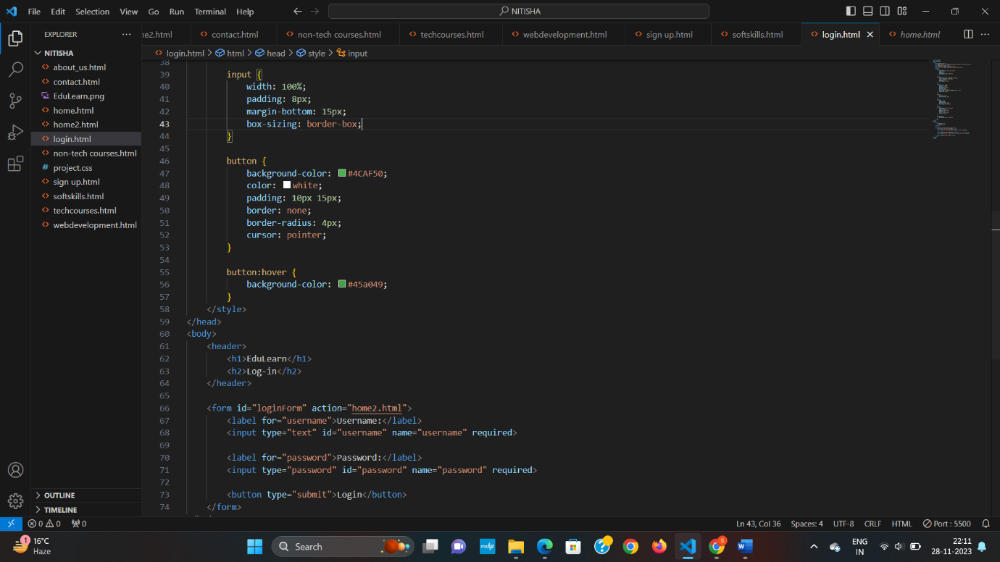 File Edit Selection View Go Run Terminal Help
NITISHA
EXPLORER
me2.html contact.html non-tech courses.html techcourses.html webdevelopment.html sign up.html softskills.html login.html home.html
login.html > html > head > style > input
NITISHA
about_us.html
contact.html
EduLearn.png
home.html
home2.html
login.html
non-tech courses.html
project.css
sign up.html
softskills.html
techcourses.html
webdevelopment.html
OUTLINE
TIMELINE
38
39 input {
40 width: 100%;
41 padding: 8px;
42 margin-bottom: 15px;
43 box-sizing: border-box;
44 }
45
46 button {
47 background-color: #4CAF50;
48 color: white;
49 padding: 10px 15px;
50 border: none;
51 border-radius: 4px;
52 cursor: pointer;
53 }
54
55 button:hover {
56 background-color: #45a049;
57 }
58 </style>
59 </head>
60 <body>
61 <header>
62 <h1>EduLearn</h1>
63 <h2>Log-in</h2>
64 </header>
65
66 <form id="loginForm" action="home2.html">
67 <label for="username">Username:</label>
68 <input type="text" id="username" name="username" required>
69
70 <label for="password">Password:</label>
71 <input type="password" id="password" name="password" required>
72
73 <button type="submit">Login</button>
74 </form>
0 0 0
Ln 43, Col 36 Spaces: 4 UTF-8 CRLF HTML Port : 5500
1
16°C
Haze
Search
myhp
S
ENG
IN
22:11
28-11-2023